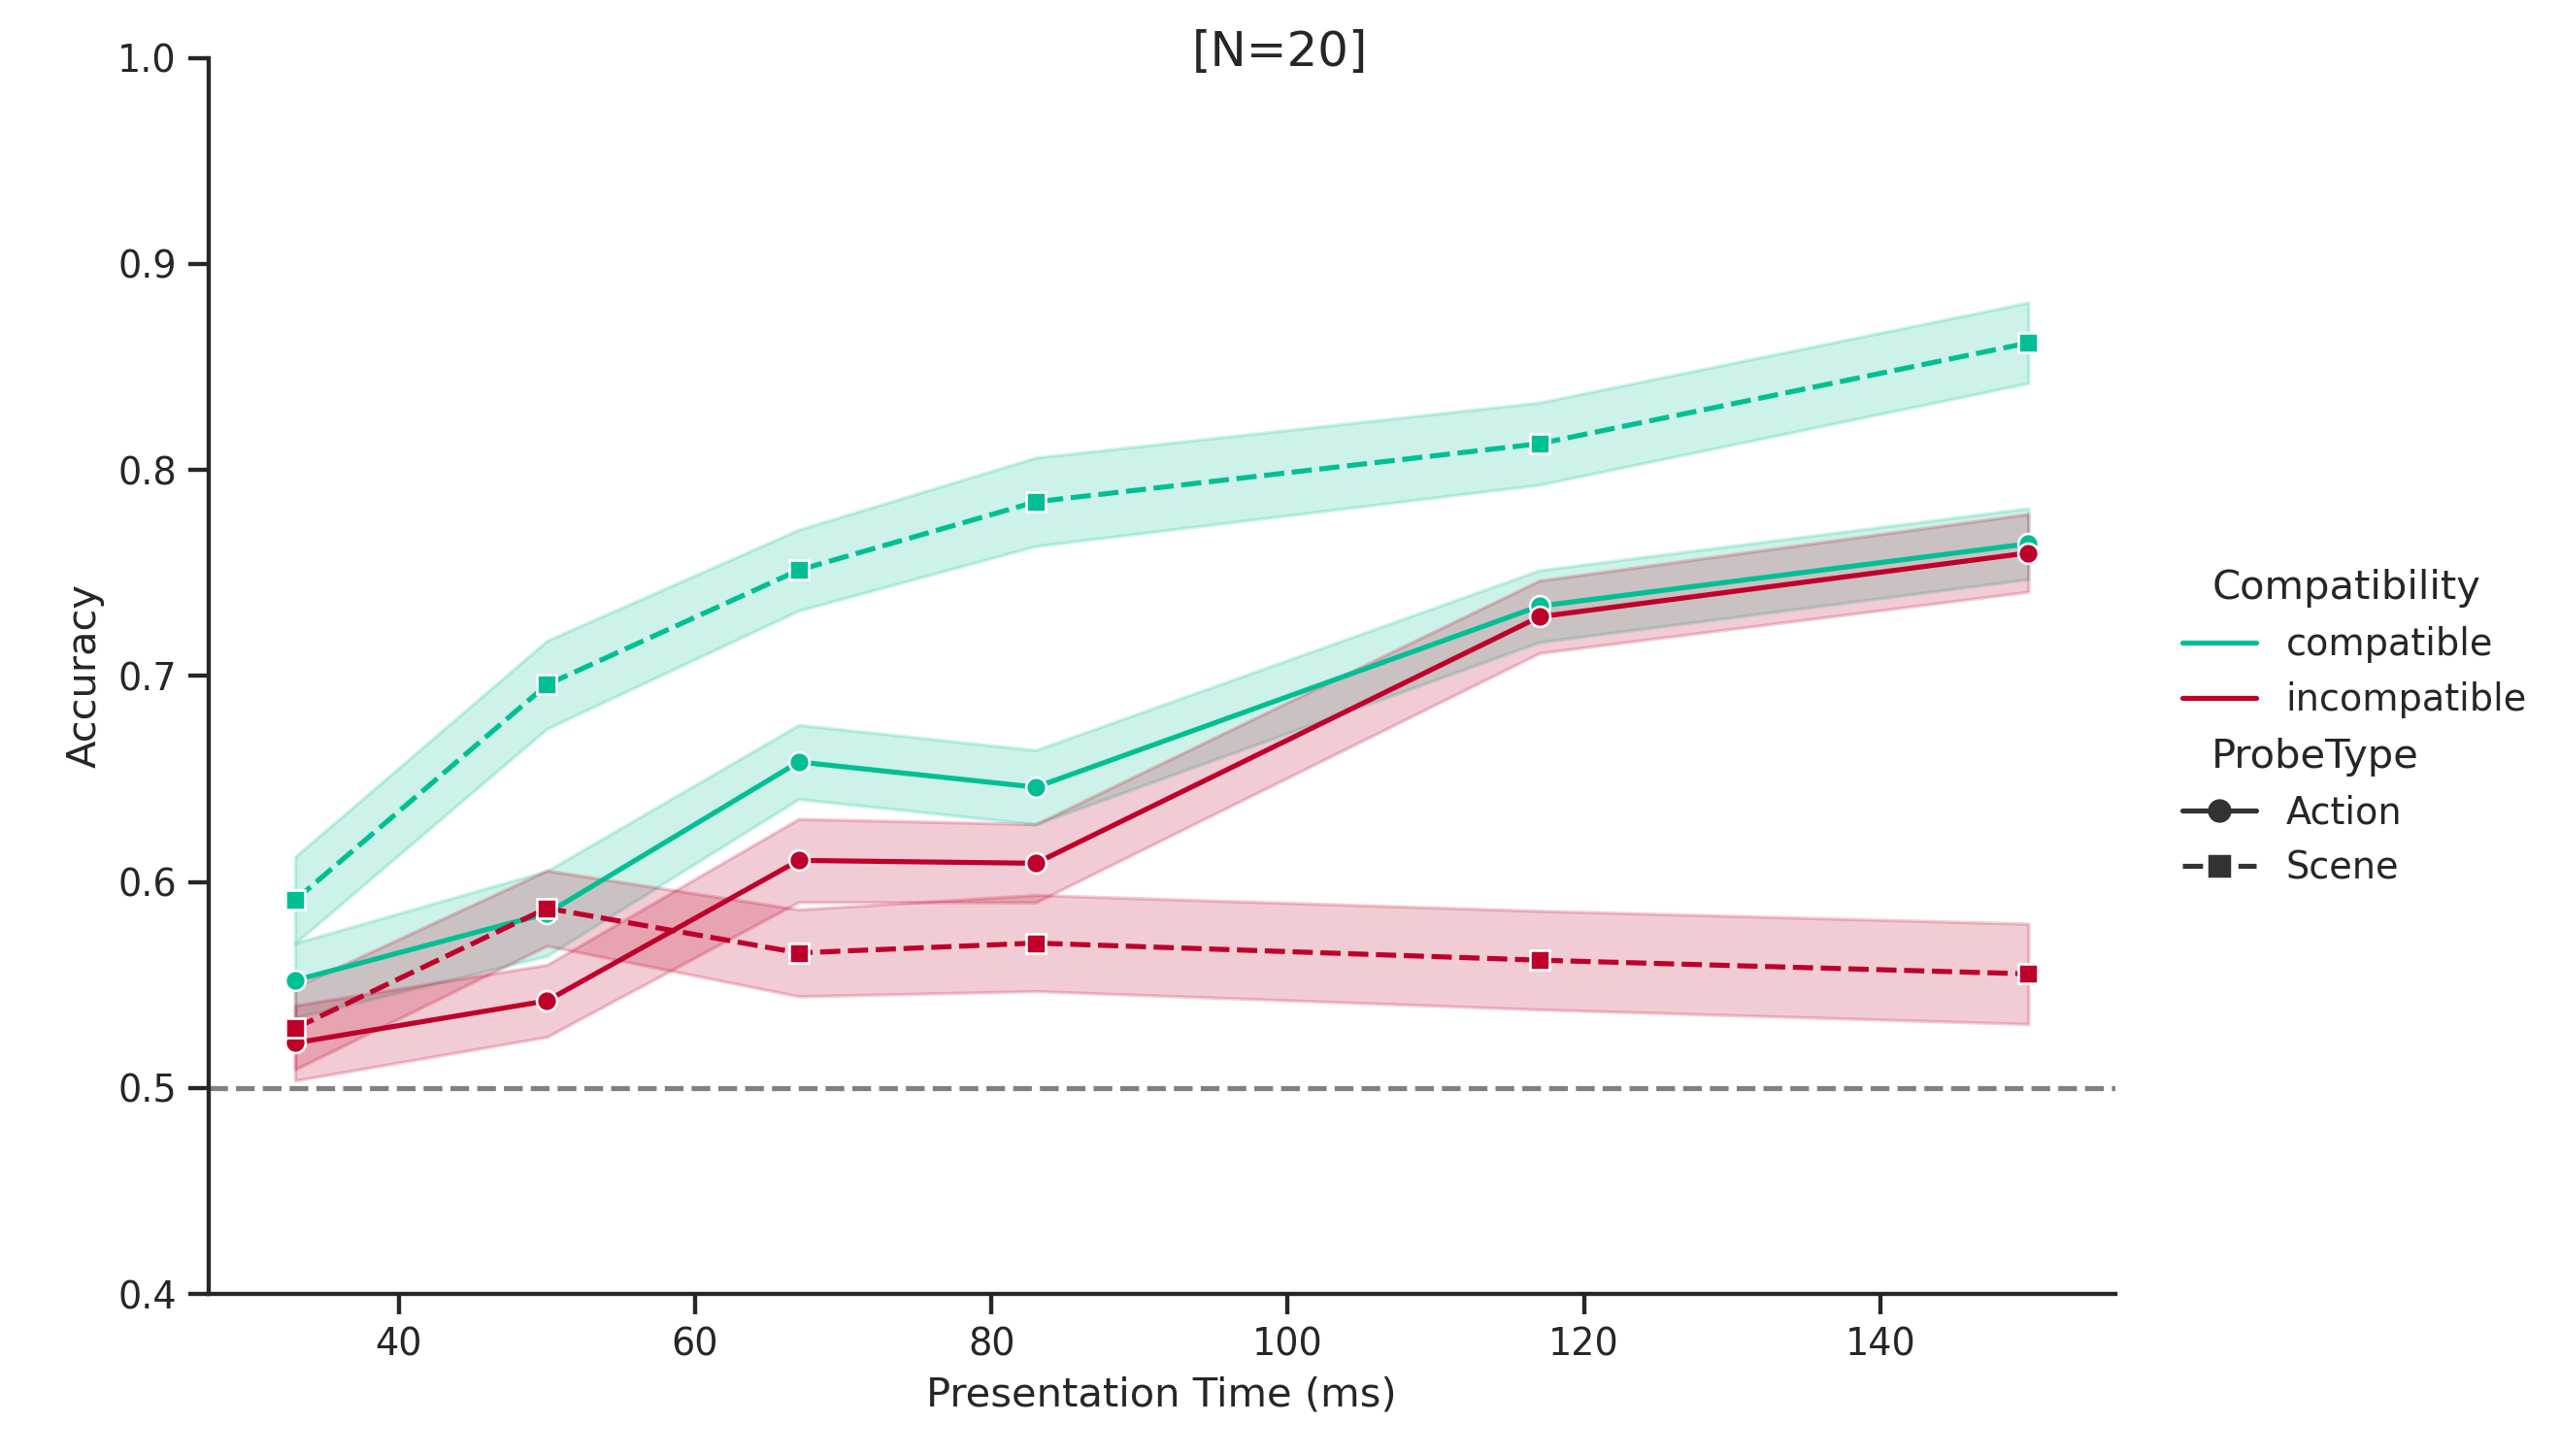 [N=20]
1.0
0.9
0.8
0.7
0.6
0.5
0.4
Accuracy
40 60 80 100 120 140
Presentation Time (ms)
Compatibility
compatible
incompatible
ProbeType
Action
Scene